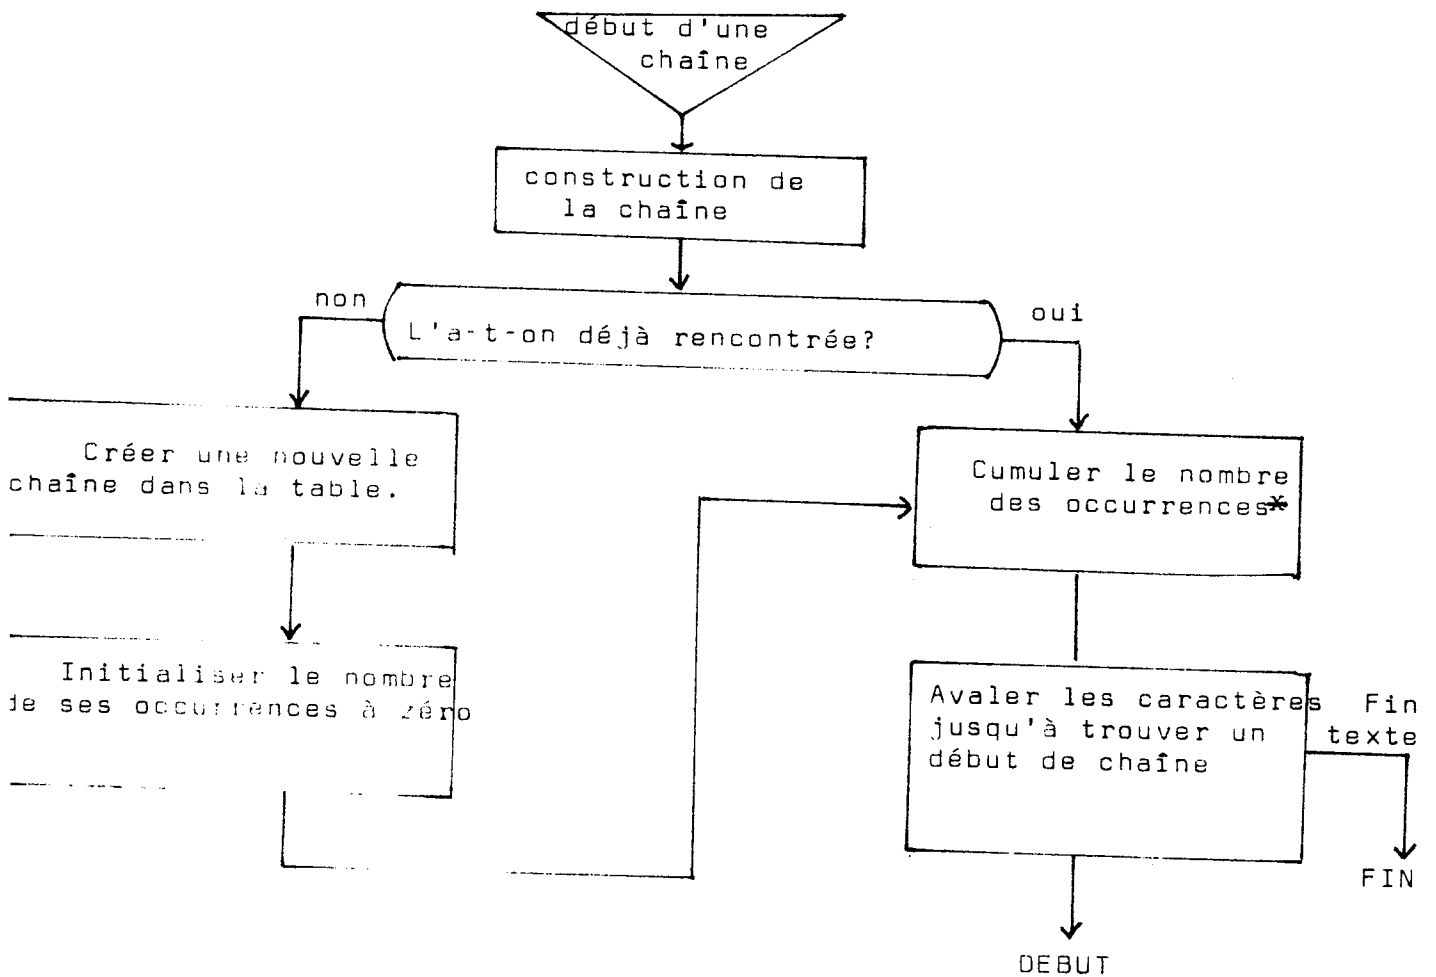 début d'une
chaîne
construction de
la chaîne
non
oui
L'a-t-on déjà rencontrée?
Créer une nouvelle
chaîne dans la table.
Cumuler le nombre
des occurrences*
Initialiser le nombre
de ses occurrences à zéro
Avaler les caractères
jusqu'à trouver un
début de chaîne
Fin
texte
FIN
DEBUT